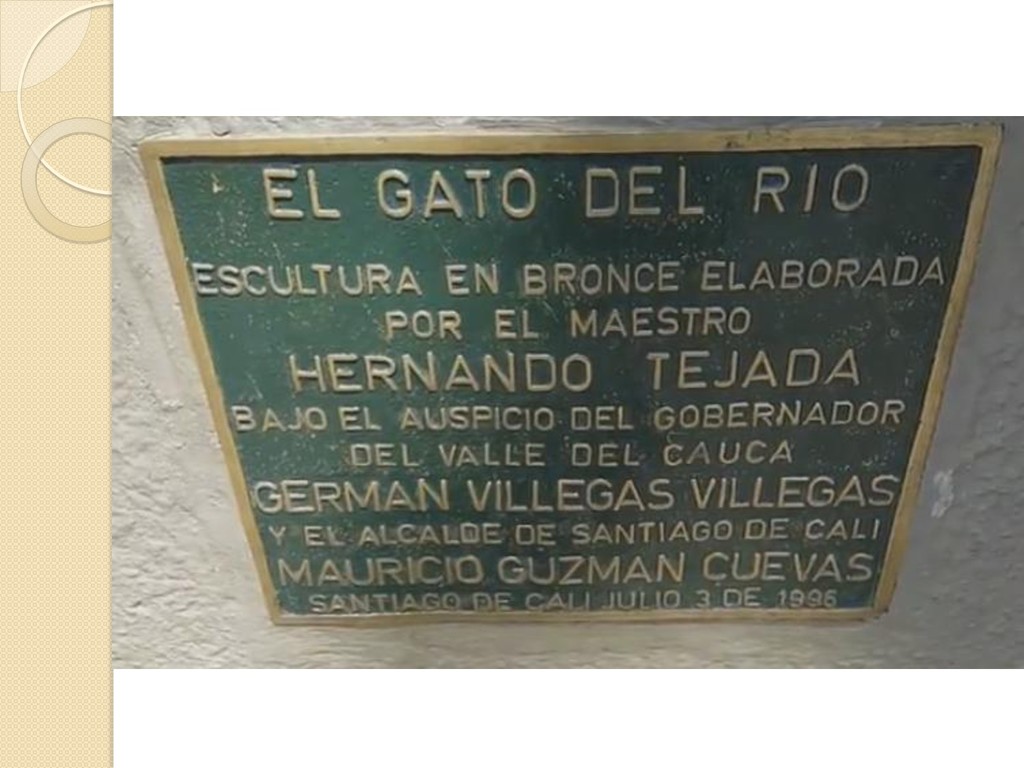 EL GATO DEL RIO
ESCULTURA EN BRONCE ELABORADA
POR EL MAESTRO
HERNANDO TEJADA
BAJO EL AUSPICIO DEL GOBERNADOR
DEL VALLE DEL CAUCA
GERMAN VILLEGAS VILLEGAS
Y EL ALCALDE DE SANTIAGO DE CALI
MAURICIO GUZMAN CUEVAS
SANTIAGO DE CALI JULIO 3 DE 1996